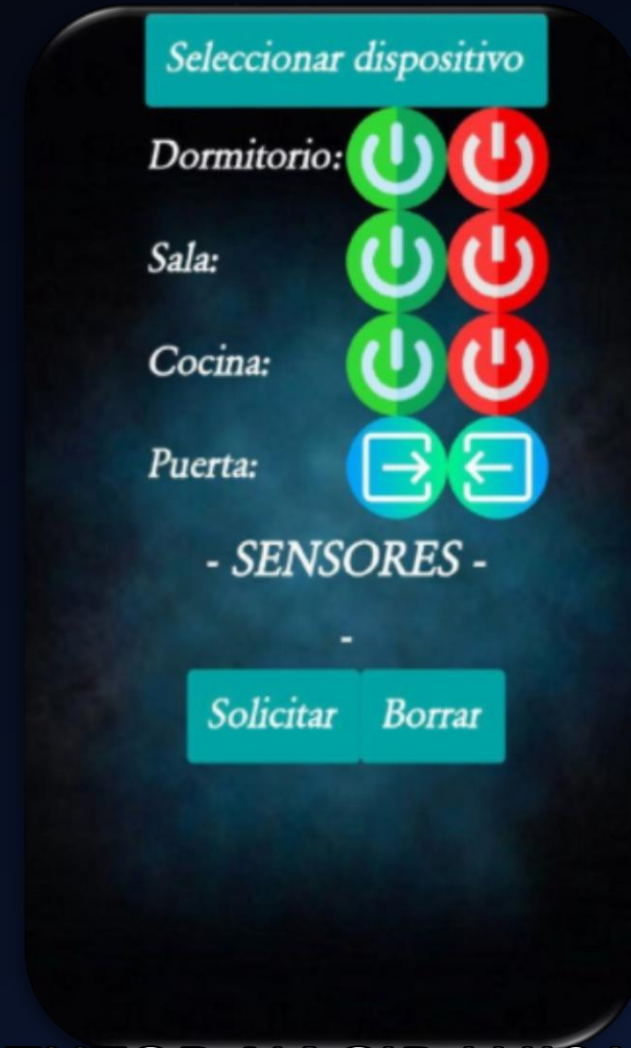 Seleccionar dispositivo
Dormitorio:
Sala:
Cocina:
Puerta:
- SENSORES -
-
Solicitar Borrar